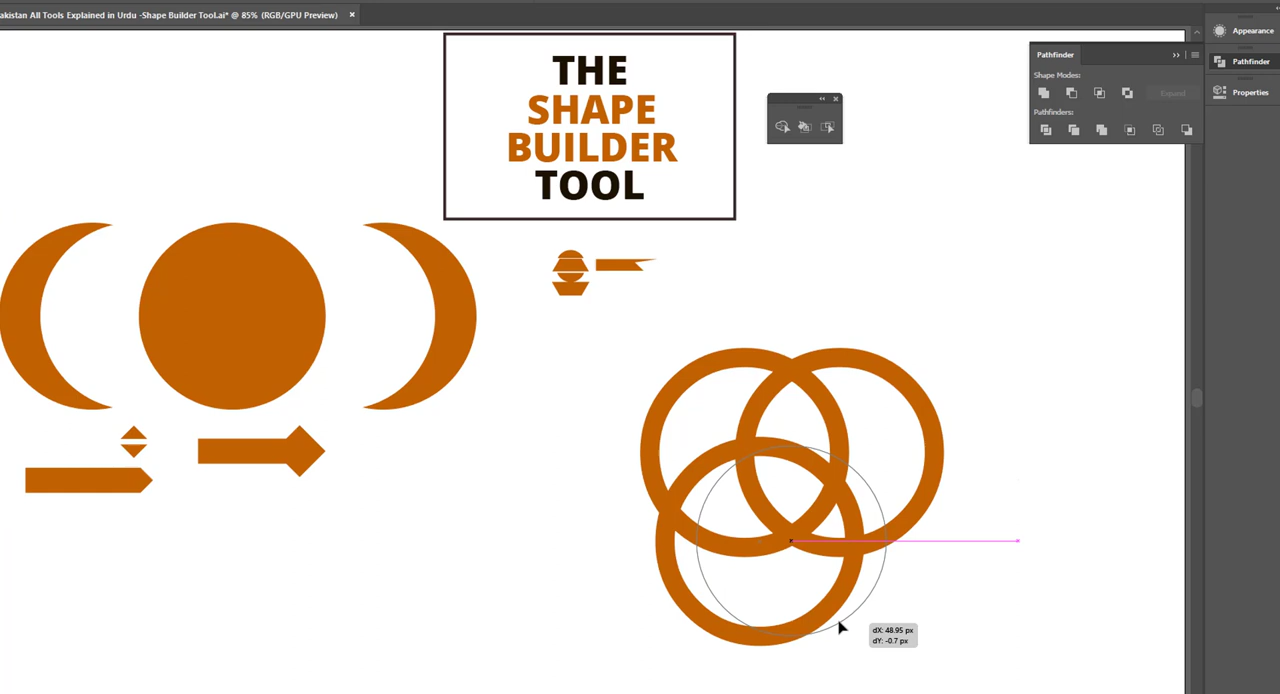 akistan All Tools Explained in Urdu -Shape Builder Tool.ai* @ 85% (RGB/GPU Preview) ×
THE
SHAPE
BUILDER
TOOL
Pathfinder
Shape Modes:
Expand
Pathfinders:
Appearance
Pathfinder
Properties
dX: 48.95 px
dY: -0.7 px